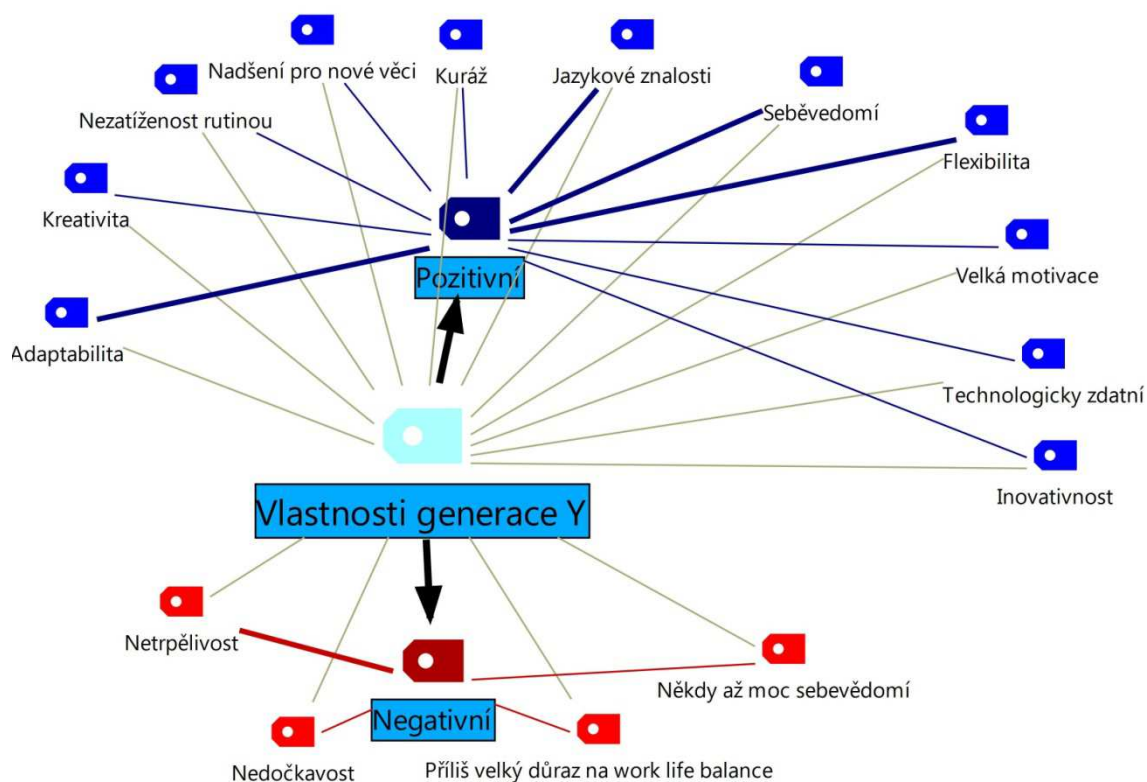 Nadšení pro nové věci
Kuráž
Jazykové znalosti
Seběvedomí
Nezatíženost rutinou
Flexibilita
Kreativita
Pozitivní
Velká motivace
Adaptabilita
Technologicky zdatní
Inovativnost
Vlastnosti generace Y
Netrpělivost
Někdy až moc sebevědomí
Negativní
Nedočkavost
Příliš velký důraz na work life balance